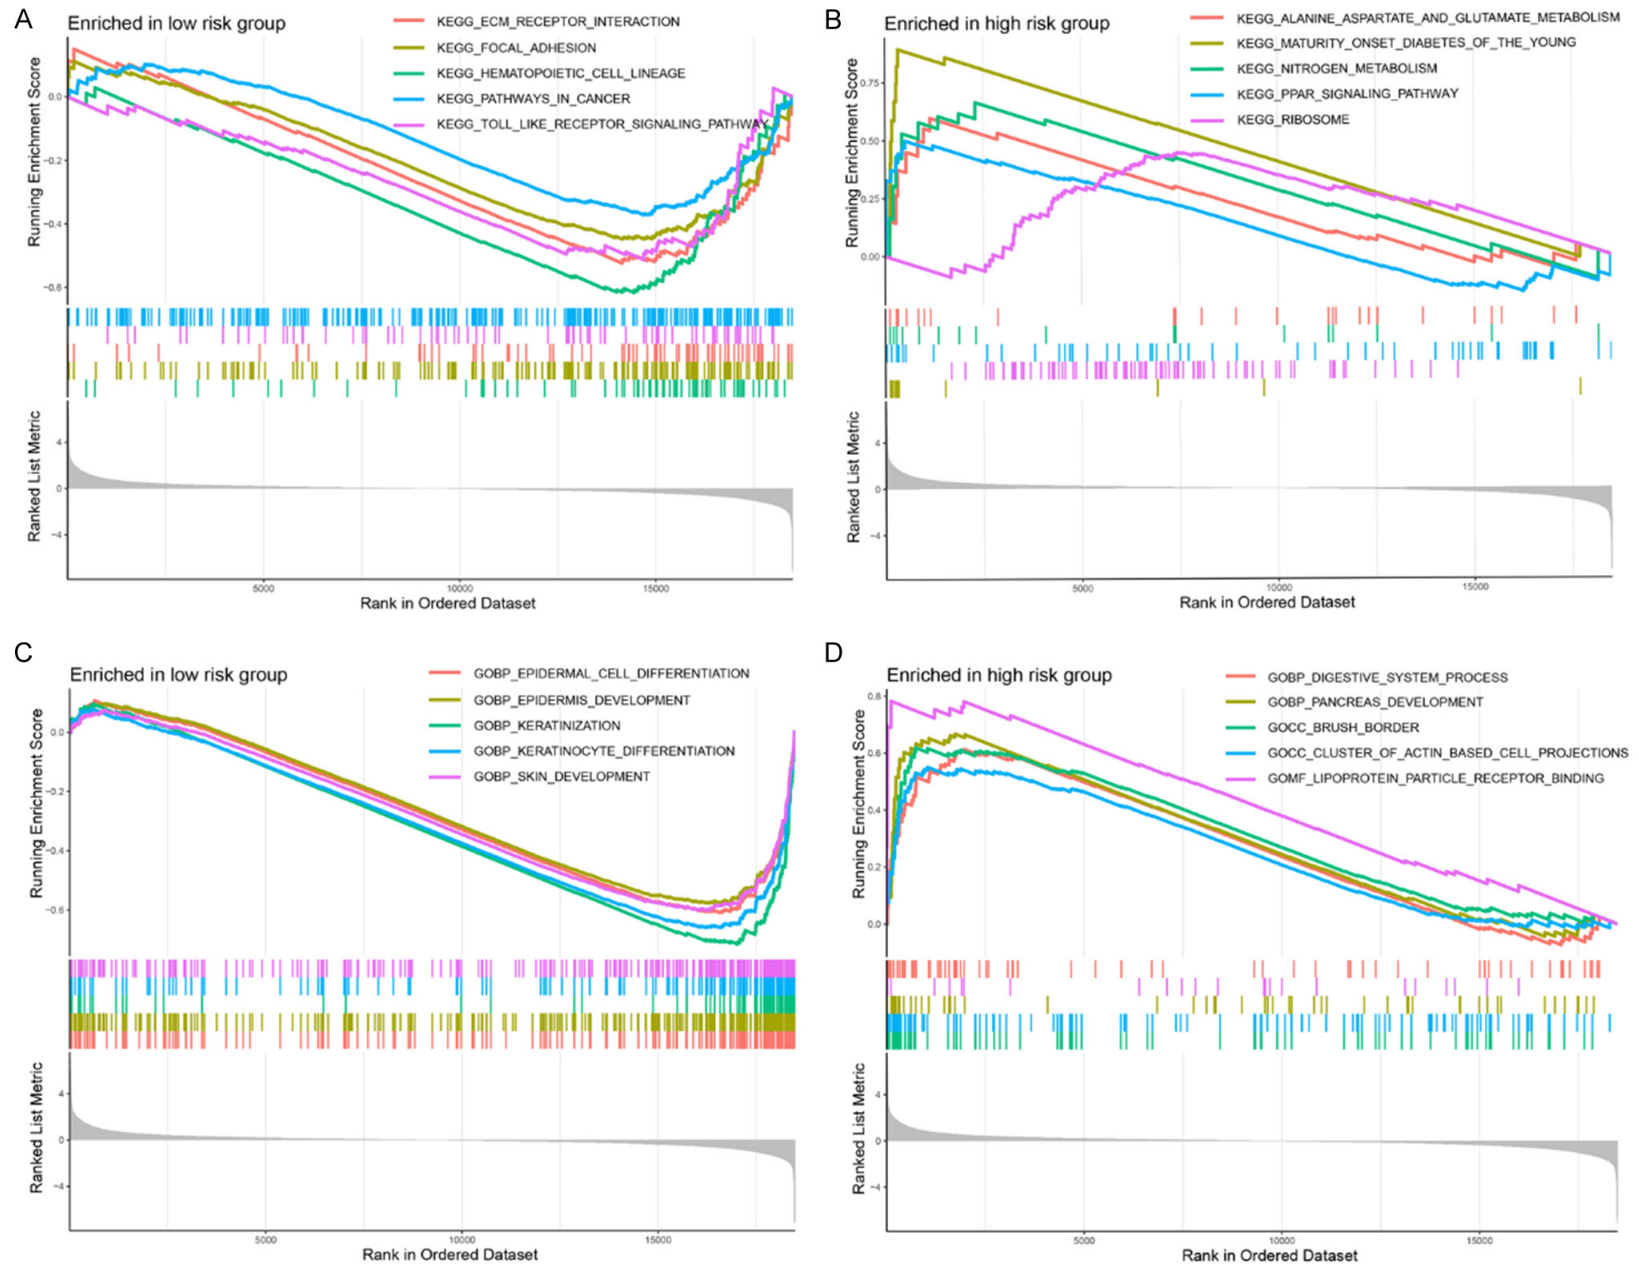 A
Enriched in low risk group
KEGG_ECM_RECEPTOR_INTERACTION
KEGG_FOCAL_ADHESION
KEGG_HEMATOPOIETIC_CELL_LINEAGE
KEGG_PATHWAYS_IN_CANCER
KEGG_TOLL_LIKE_RECEPTOR_SIGNALING_PATHWAY
Running Enrichment Score
0.0
−0.2
−0.4
−0.6
Ranked List Metric
4
0
−4
5000
10000
15000
Rank in Ordered Dataset
B
Enriched in high risk group
KEGG_ALANINE_ASPARTATE_AND_GLUTAMATE_METABOLISM
KEGG_MATURITY_ONSET_DIABETES_OF_THE_YOUNG
KEGG_NITROGEN_METABOLISM
KEGG_PPAR_SIGNALING_PATHWAY
KEGG_RIBOSOME
Running Enrichment Score
0.75
0.50
0.25
0.00
Ranked List Metric
4
0
−4
5000
10000
15000
Rank in Ordered Dataset
C
Enriched in low risk group
GOBP_EPIDERMAL_CELL_DIFFERENTIATION
GOBP_EPIDERMIS_DEVELOPMENT
GOBP_KERATINIZATION
GOBP_KERATINOCYTE_DIFFERENTIATION
GOBP_SKIN_DEVELOPMENT
Running Enrichment Score
0.0
−0.2
−0.4
−0.6
Ranked List Metric
4
0
−4
5000
10000
15000
Rank in Ordered Dataset
D
Enriched in high risk group
GOBP_DIGESTIVE_SYSTEM_PROCESS
GOBP_PANCREAS_DEVELOPMENT
GOCC_BRUSH_BORDER
GOCC_CLUSTER_OF_ACTIN_BASED_CELL_PROJECTIONS
GOMF_LIPOPROTEIN_PARTICLE_RECEPTOR_BINDING
Running Enrichment Score
0.8
0.6
0.4
0.2
0.0
Ranked List Metric
4
0
−4
5000
10000
15000
Rank in Ordered Dataset